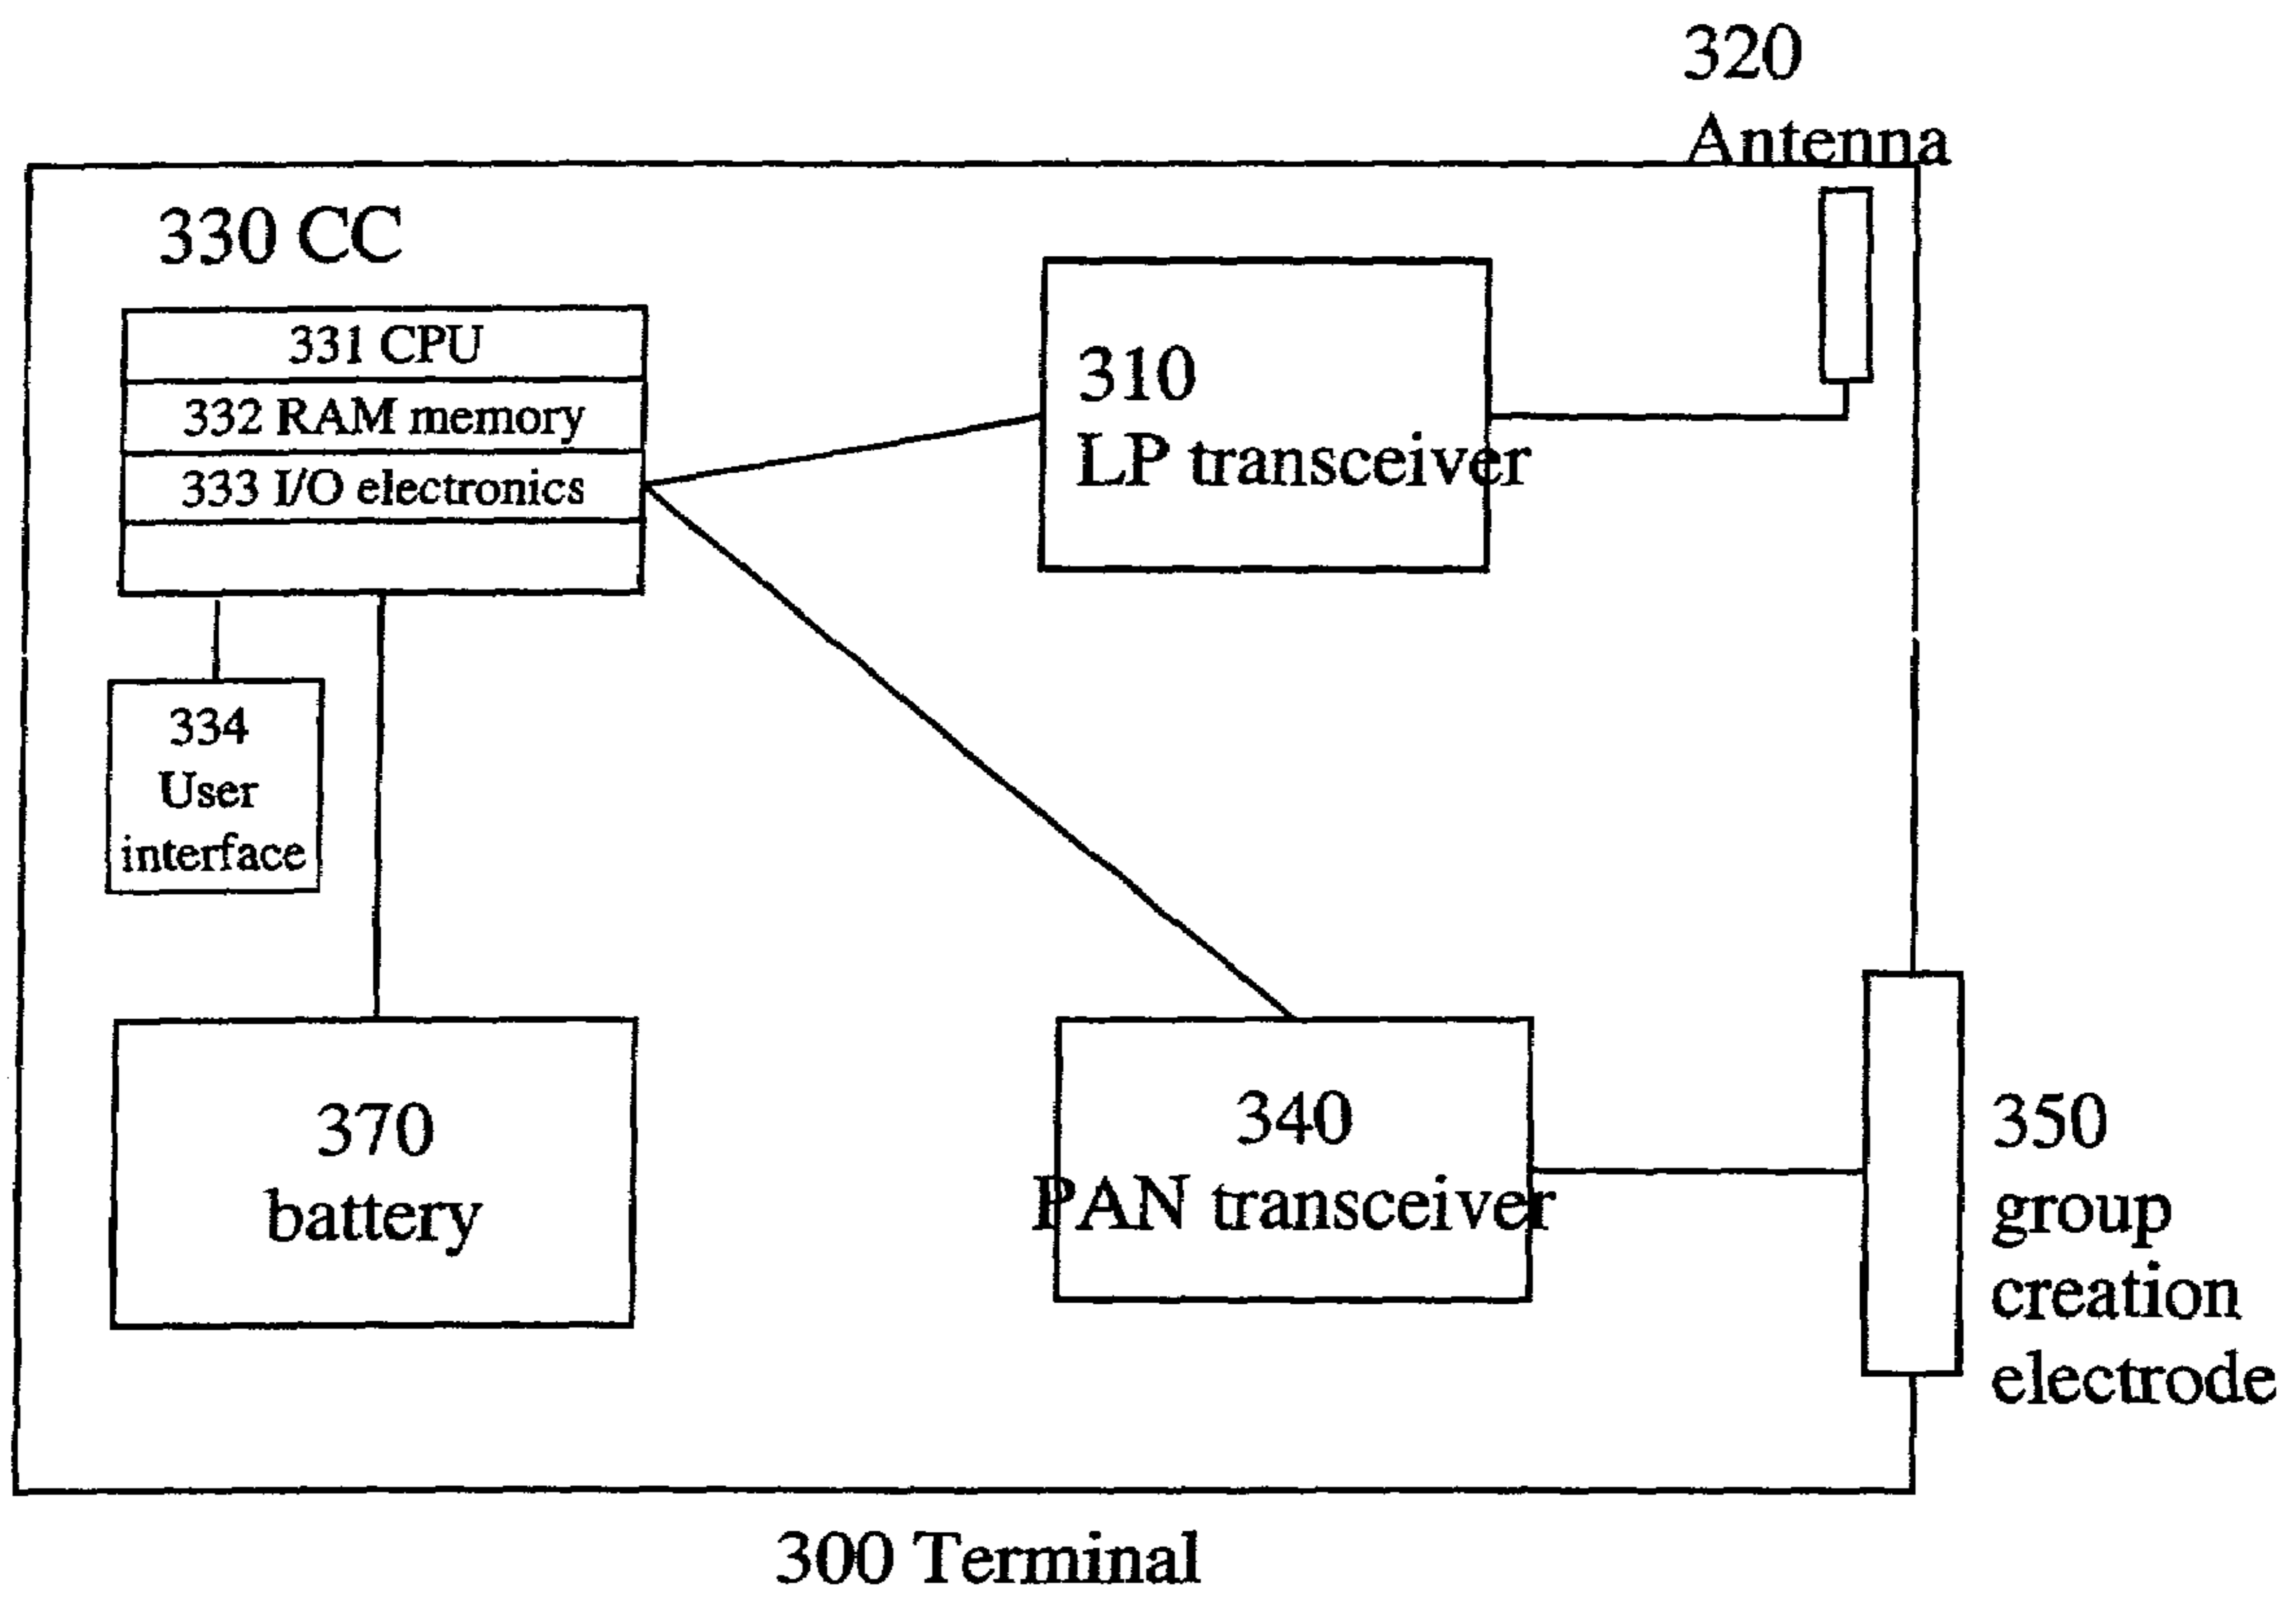 320
Antenna
330 CC
331 CPU
332 RAM memory
333 I/O electronics
310
LP transceiver
334
User
interface
370
battery
340
PAN transceiver
350
group
creation
electrode
300 Terminal